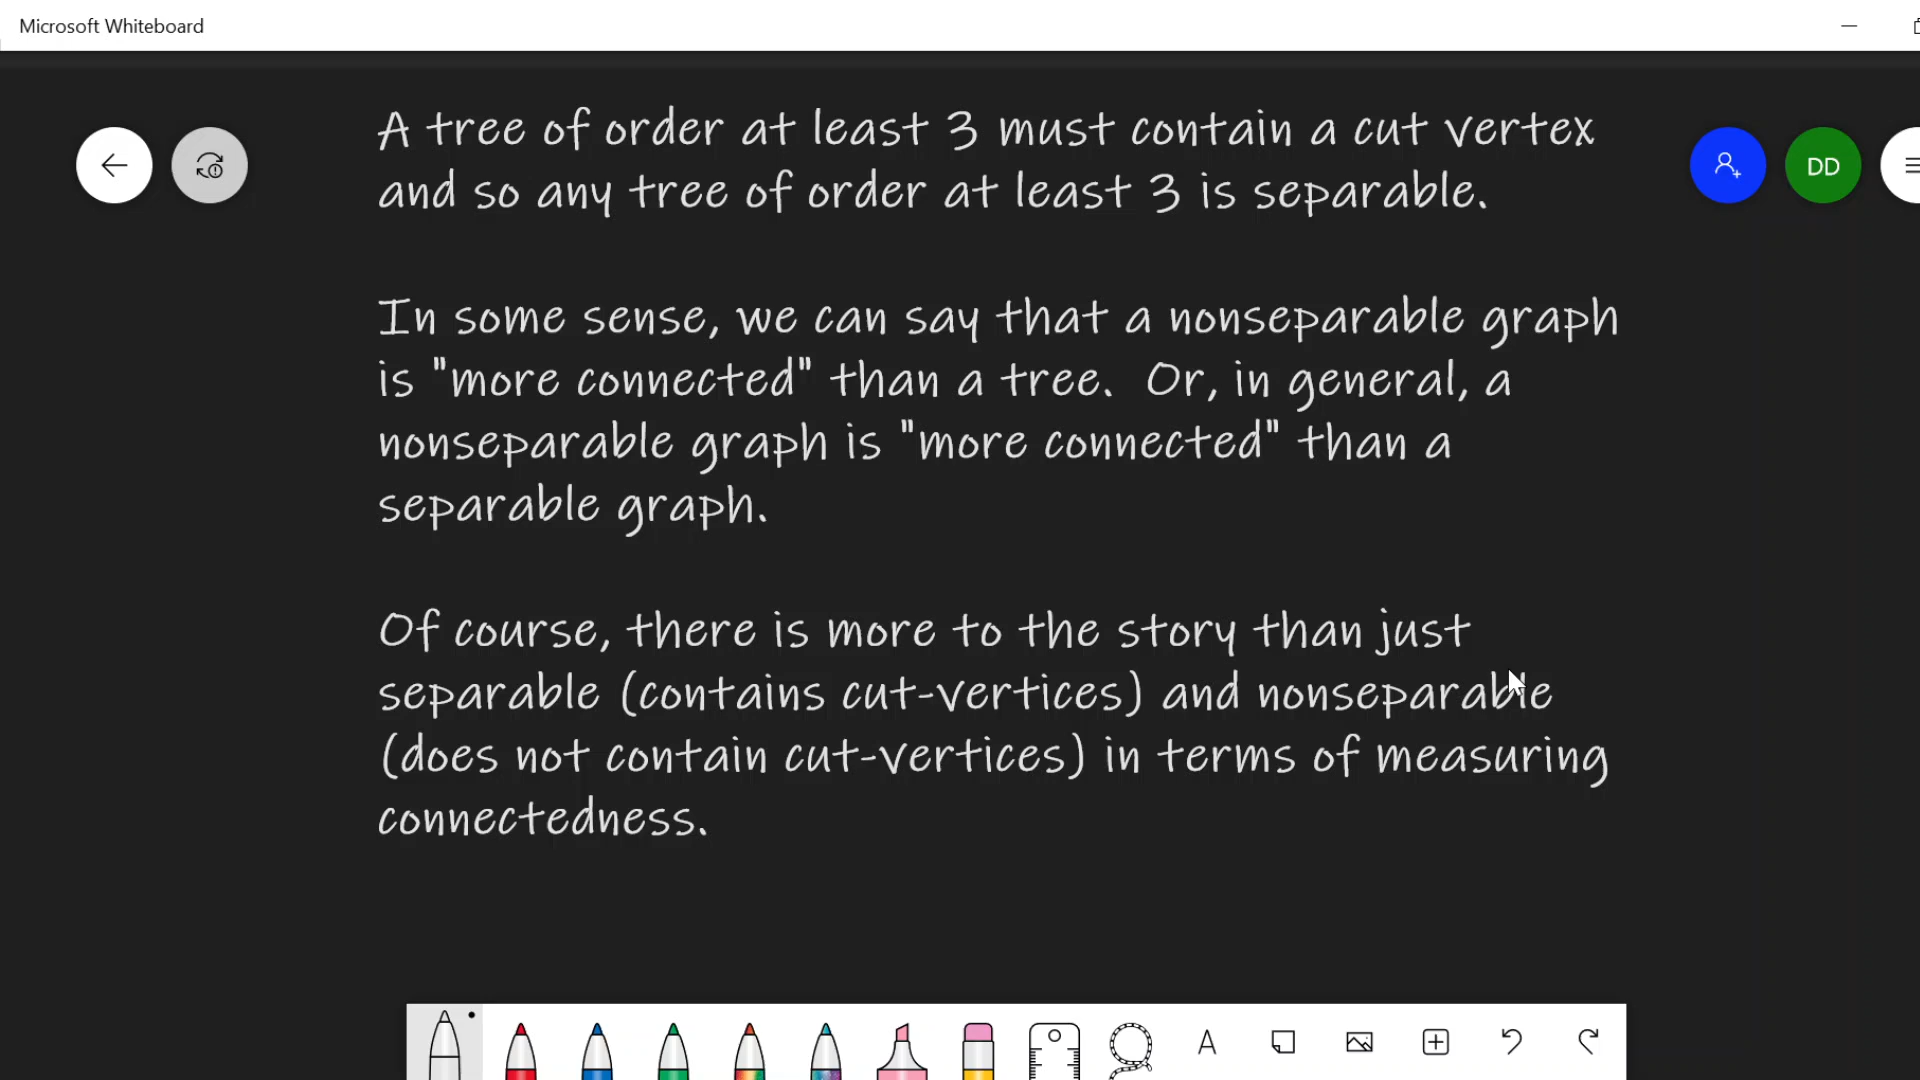 Microsoft Whiteboard
A tree of order at least 3 must contain a cut vertex
and so any tree of order at least 3 is separable.
DD
In some sense, we can say that a nonseparable graph
is "more connected" than a tree. Or, in general, a
nonseparable graph is "more connected" than a
separable graph.
Of course, there is more to the story than just
separable (contains cut-vertices) and nonseparable
(does not contain cut-vertices) in terms of measuring
connectedness.
A